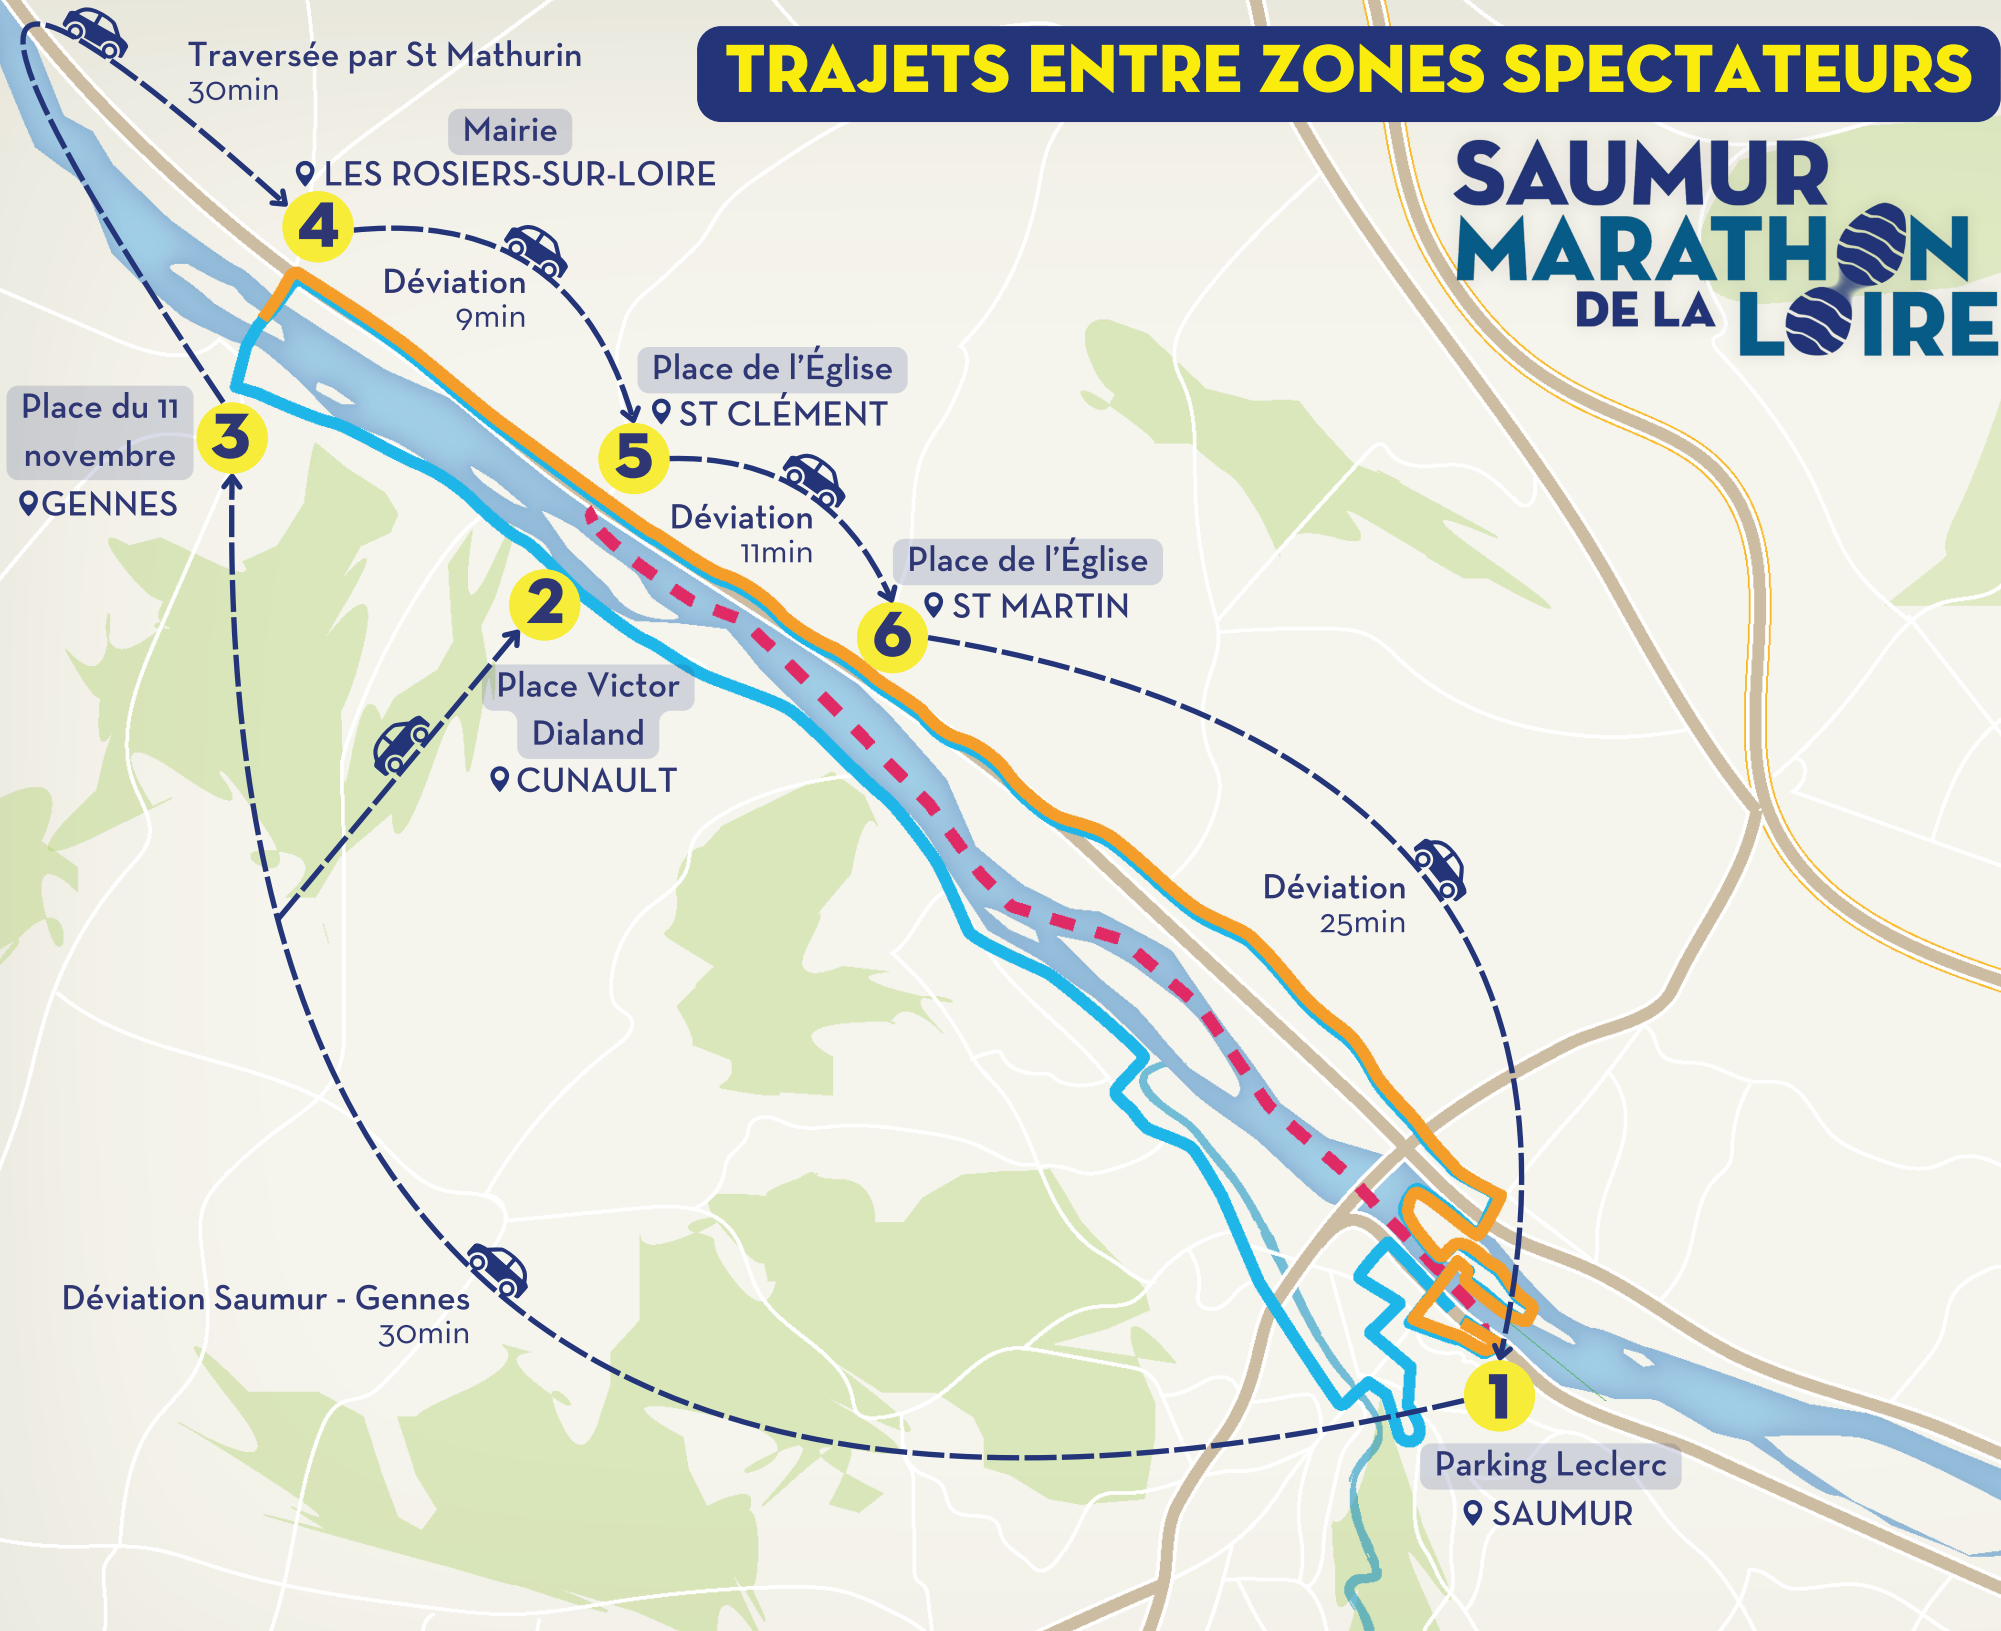 TRAJETS ENTRE ZONES SPECTATEURS
SAUMUR
MARATHON
DE LA LOIRE
Traversée par St Mathurin
30min
Mairie
LES ROSIERS-SUR-LOIRE
4
Déviation
9min
Place de l'Église
ST CLÉMENT
5
Place du 11
novembre
GENNES
3
Déviation
11min
Place de l'Église
ST MARTIN
6
2
Place Victor
Dialand
CUNAULT
Déviation
25min
Déviation Saumur - Gennes
30min
1
Parking Leclerc
SAUMUR